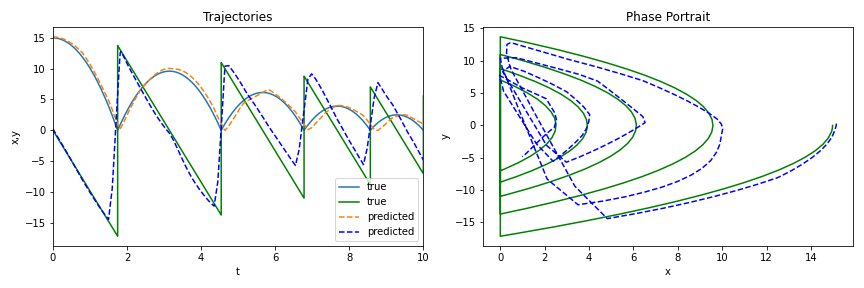 Trajectories
x,y
15
10
5
0
−5
−10
−15
0 2 4 6 8 10
t
true
true
predicted
predicted
Phase Portrait
y
15
10
5
0
−5
−10
−15
0 2 4 6 8 10 12 14
x